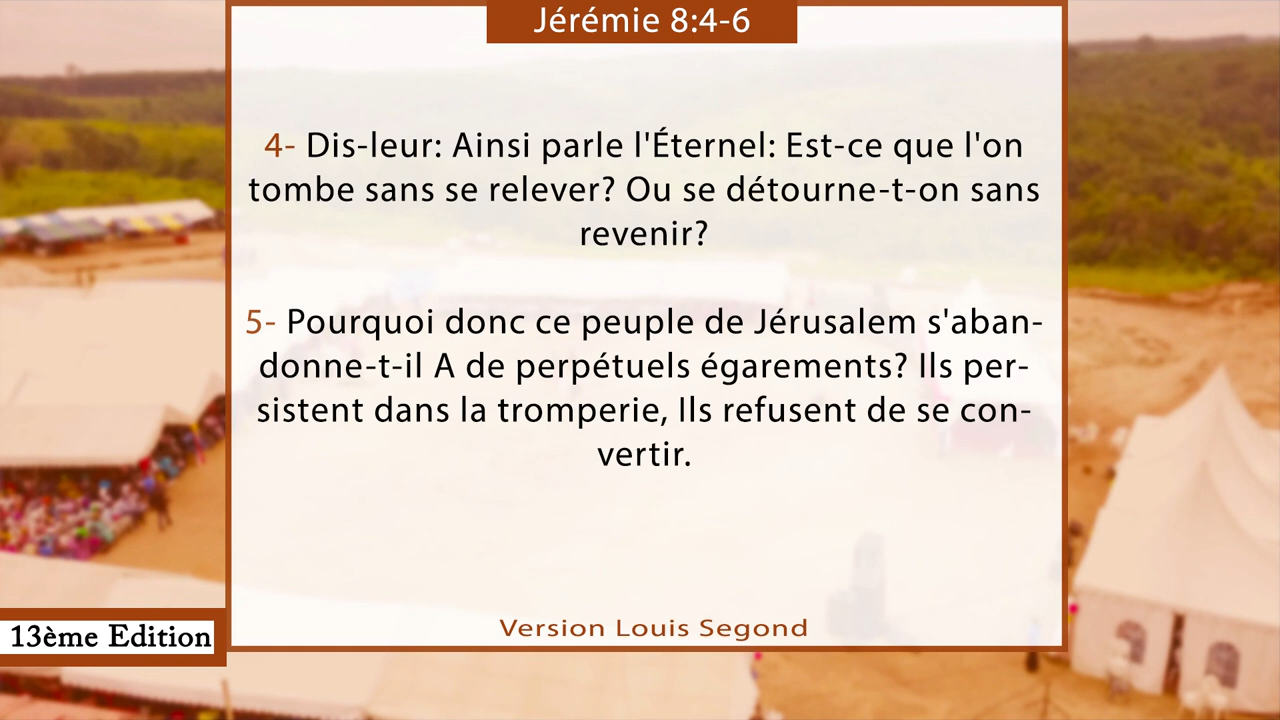 Jérémie 8:4-6
4- Dis-leur: Ainsi parle l'Éternel: Est-ce que l'on
tombe sans se relever? Ou se détourne-t-on sans
revenir?
5- Pourquoi donc ce peuple de Jérusalem s'aban-
donne-t-il A de perpétuels égarements? Ils per-
sistent dans la tromperie, Ils refusent de se con-
vertir.
Version Louis Segond
13ème Edition